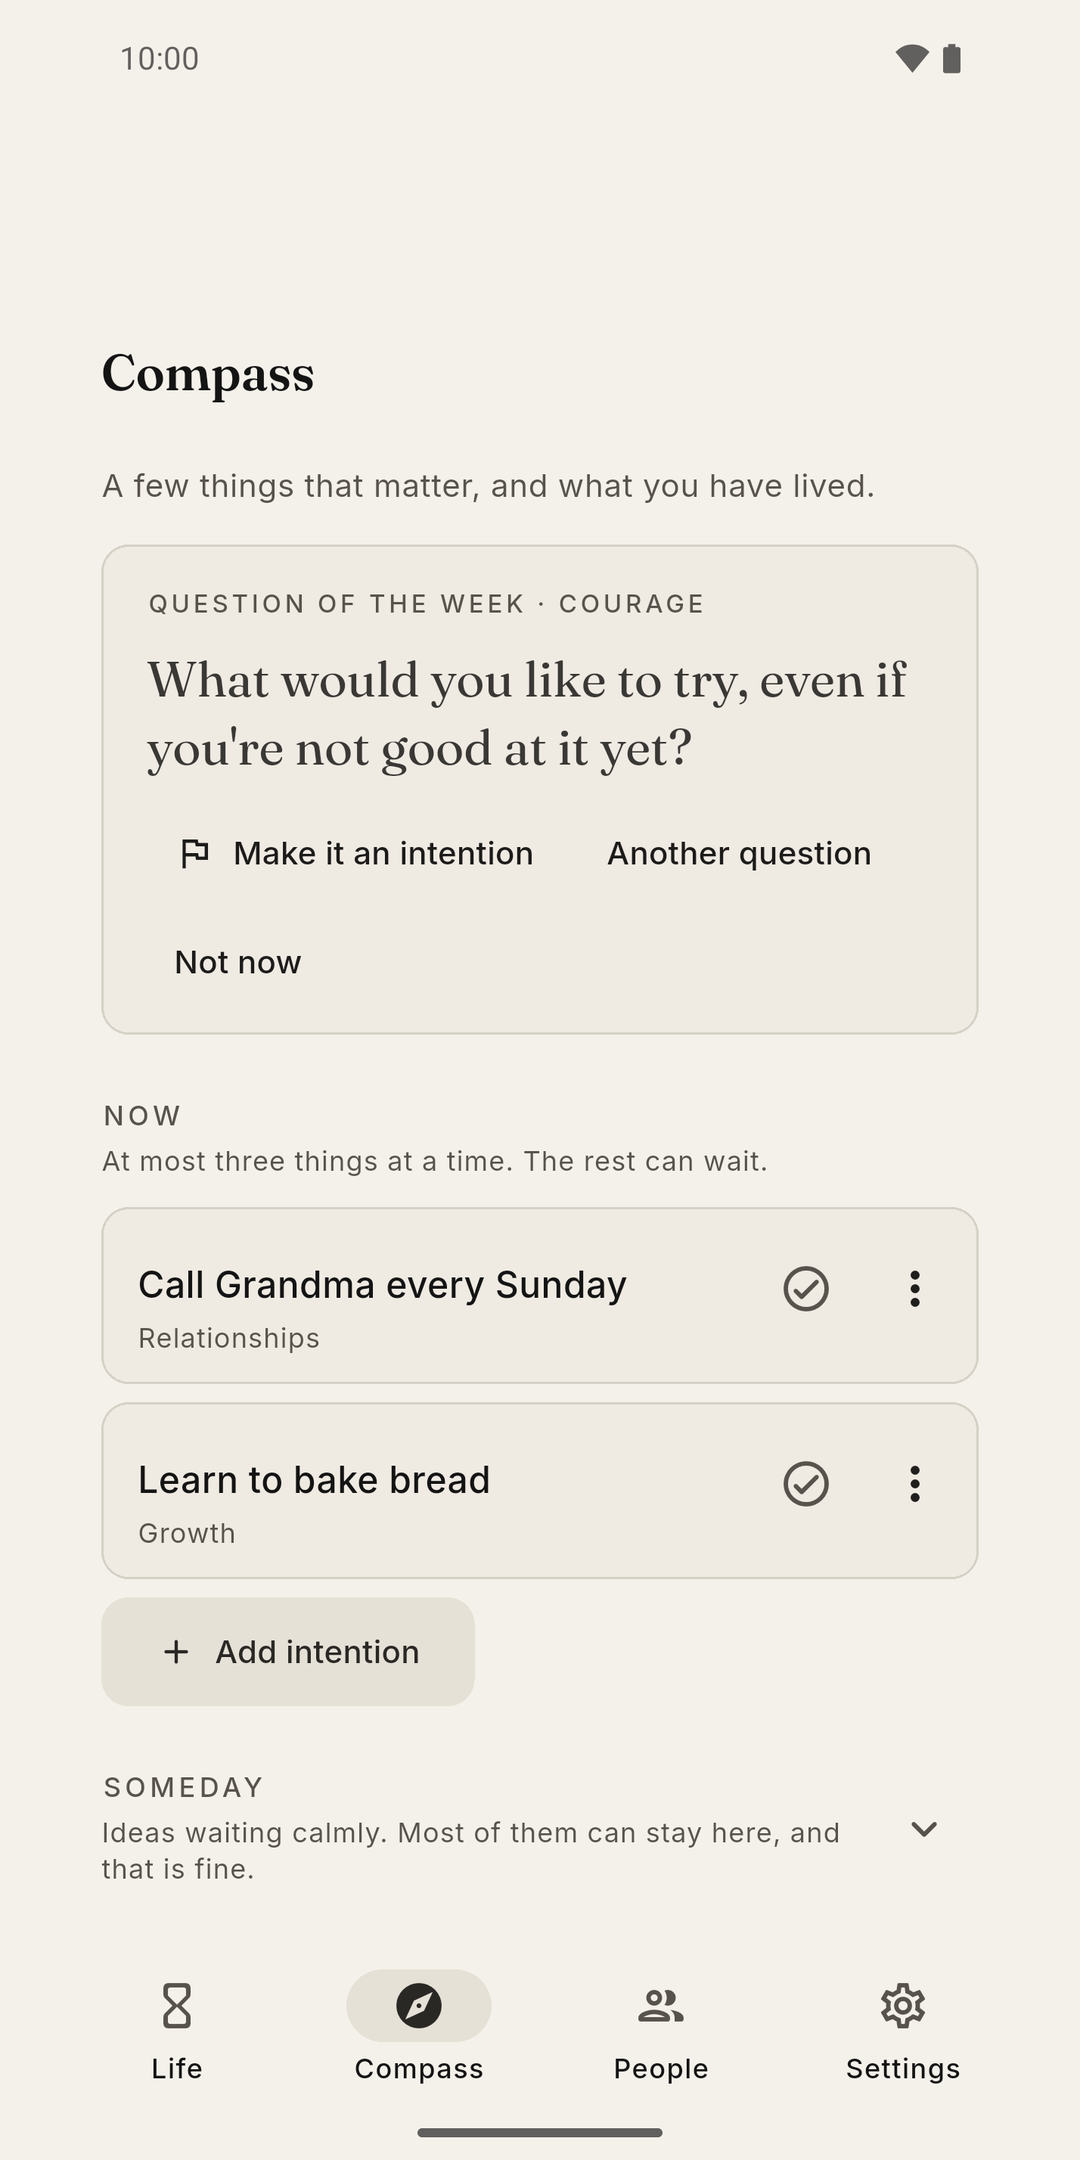 10:00
Compass
A few things that matter, and what you have lived.
QUESTION OF THE WEEK · COURAGE
What would you like to try, even if
you're not good at it yet?
Make it an intention
Another question
Not now
NOW
At most three things at a time. The rest can wait.
Call Grandma every Sunday
Relationships
Learn to bake bread
Growth
Add intention
SOMEDAY
Ideas waiting calmly. Most of them can stay here, and
that is fine.
Life
Compass
People
Settings